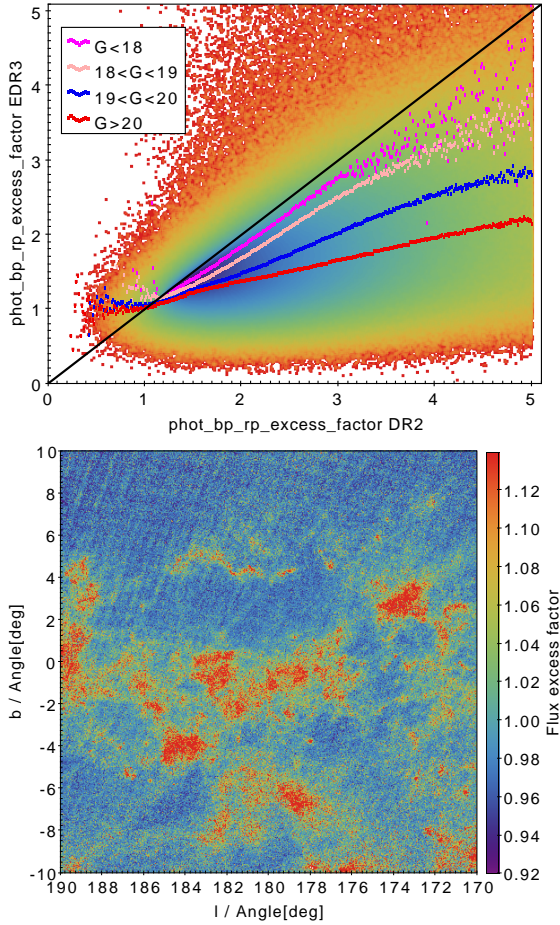 5
4
3
2
1
0
phot_bp_rp_excess_factor EDR3
G<18
18<G<19
19<G<20
G>20
0 1 2 3 4 5
phot_bp_rp_excess_factor DR2
10
8
6
4
2
0
-2
-4
-6
-8
-10
b / Angle[deg]
190 188 186 184 182 180 178 176 174 172 170
l / Angle[deg]
1.12
1.10
1.08
1.06
1.04
1.02
1.00
0.98
0.96
0.94
0.92
Flux excess factor